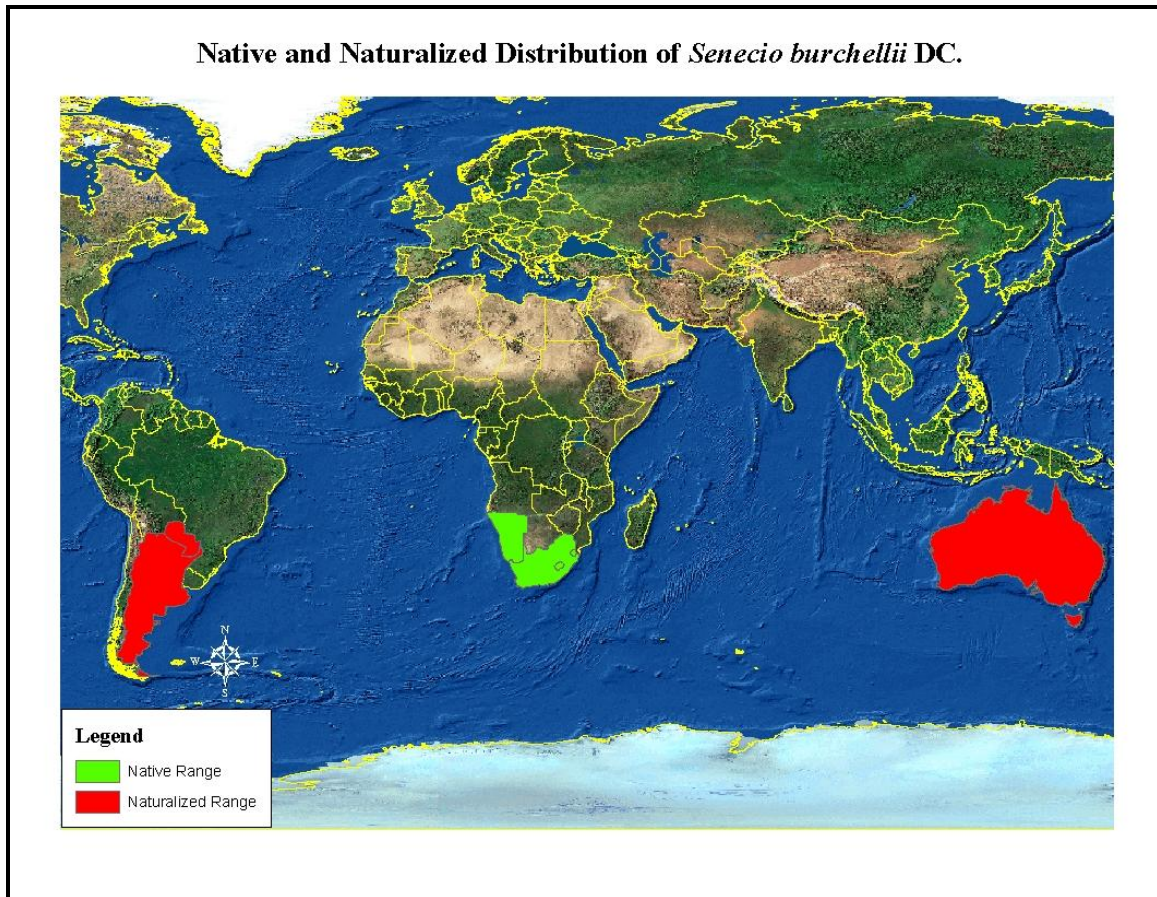 Native and Naturalized Distribution of Senecio burchellii DC.
N
W
E
S
Legend
Native Range
Naturalized Range